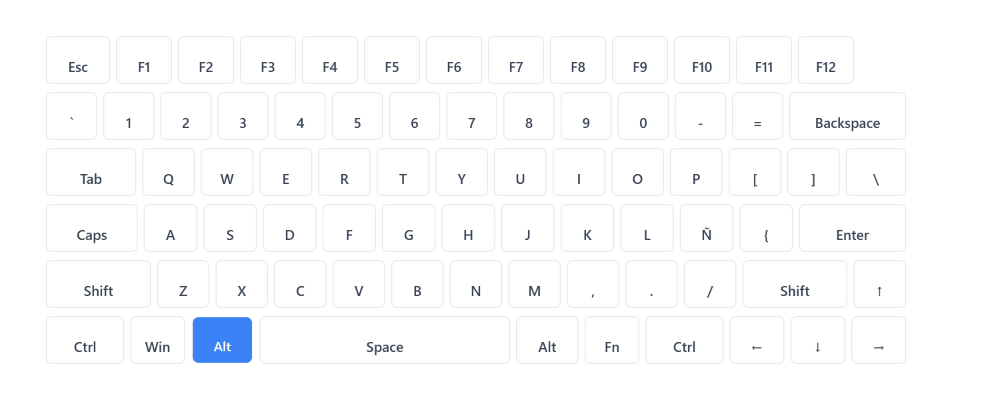 Esc F1 F2 F3 F4 F5 F6 F7 F8 F9 F10 F11 F12
` 1 2 3 4 5 6 7 8 9 0 - = Backspace
Tab Q W E R T Y U I O P [ ] \
Caps A S D F G H J K L Ñ { Enter
Shift Z X C V B N M , . / Shift ↑
Ctrl Win Alt Space Alt Fn Ctrl ← ↓ →